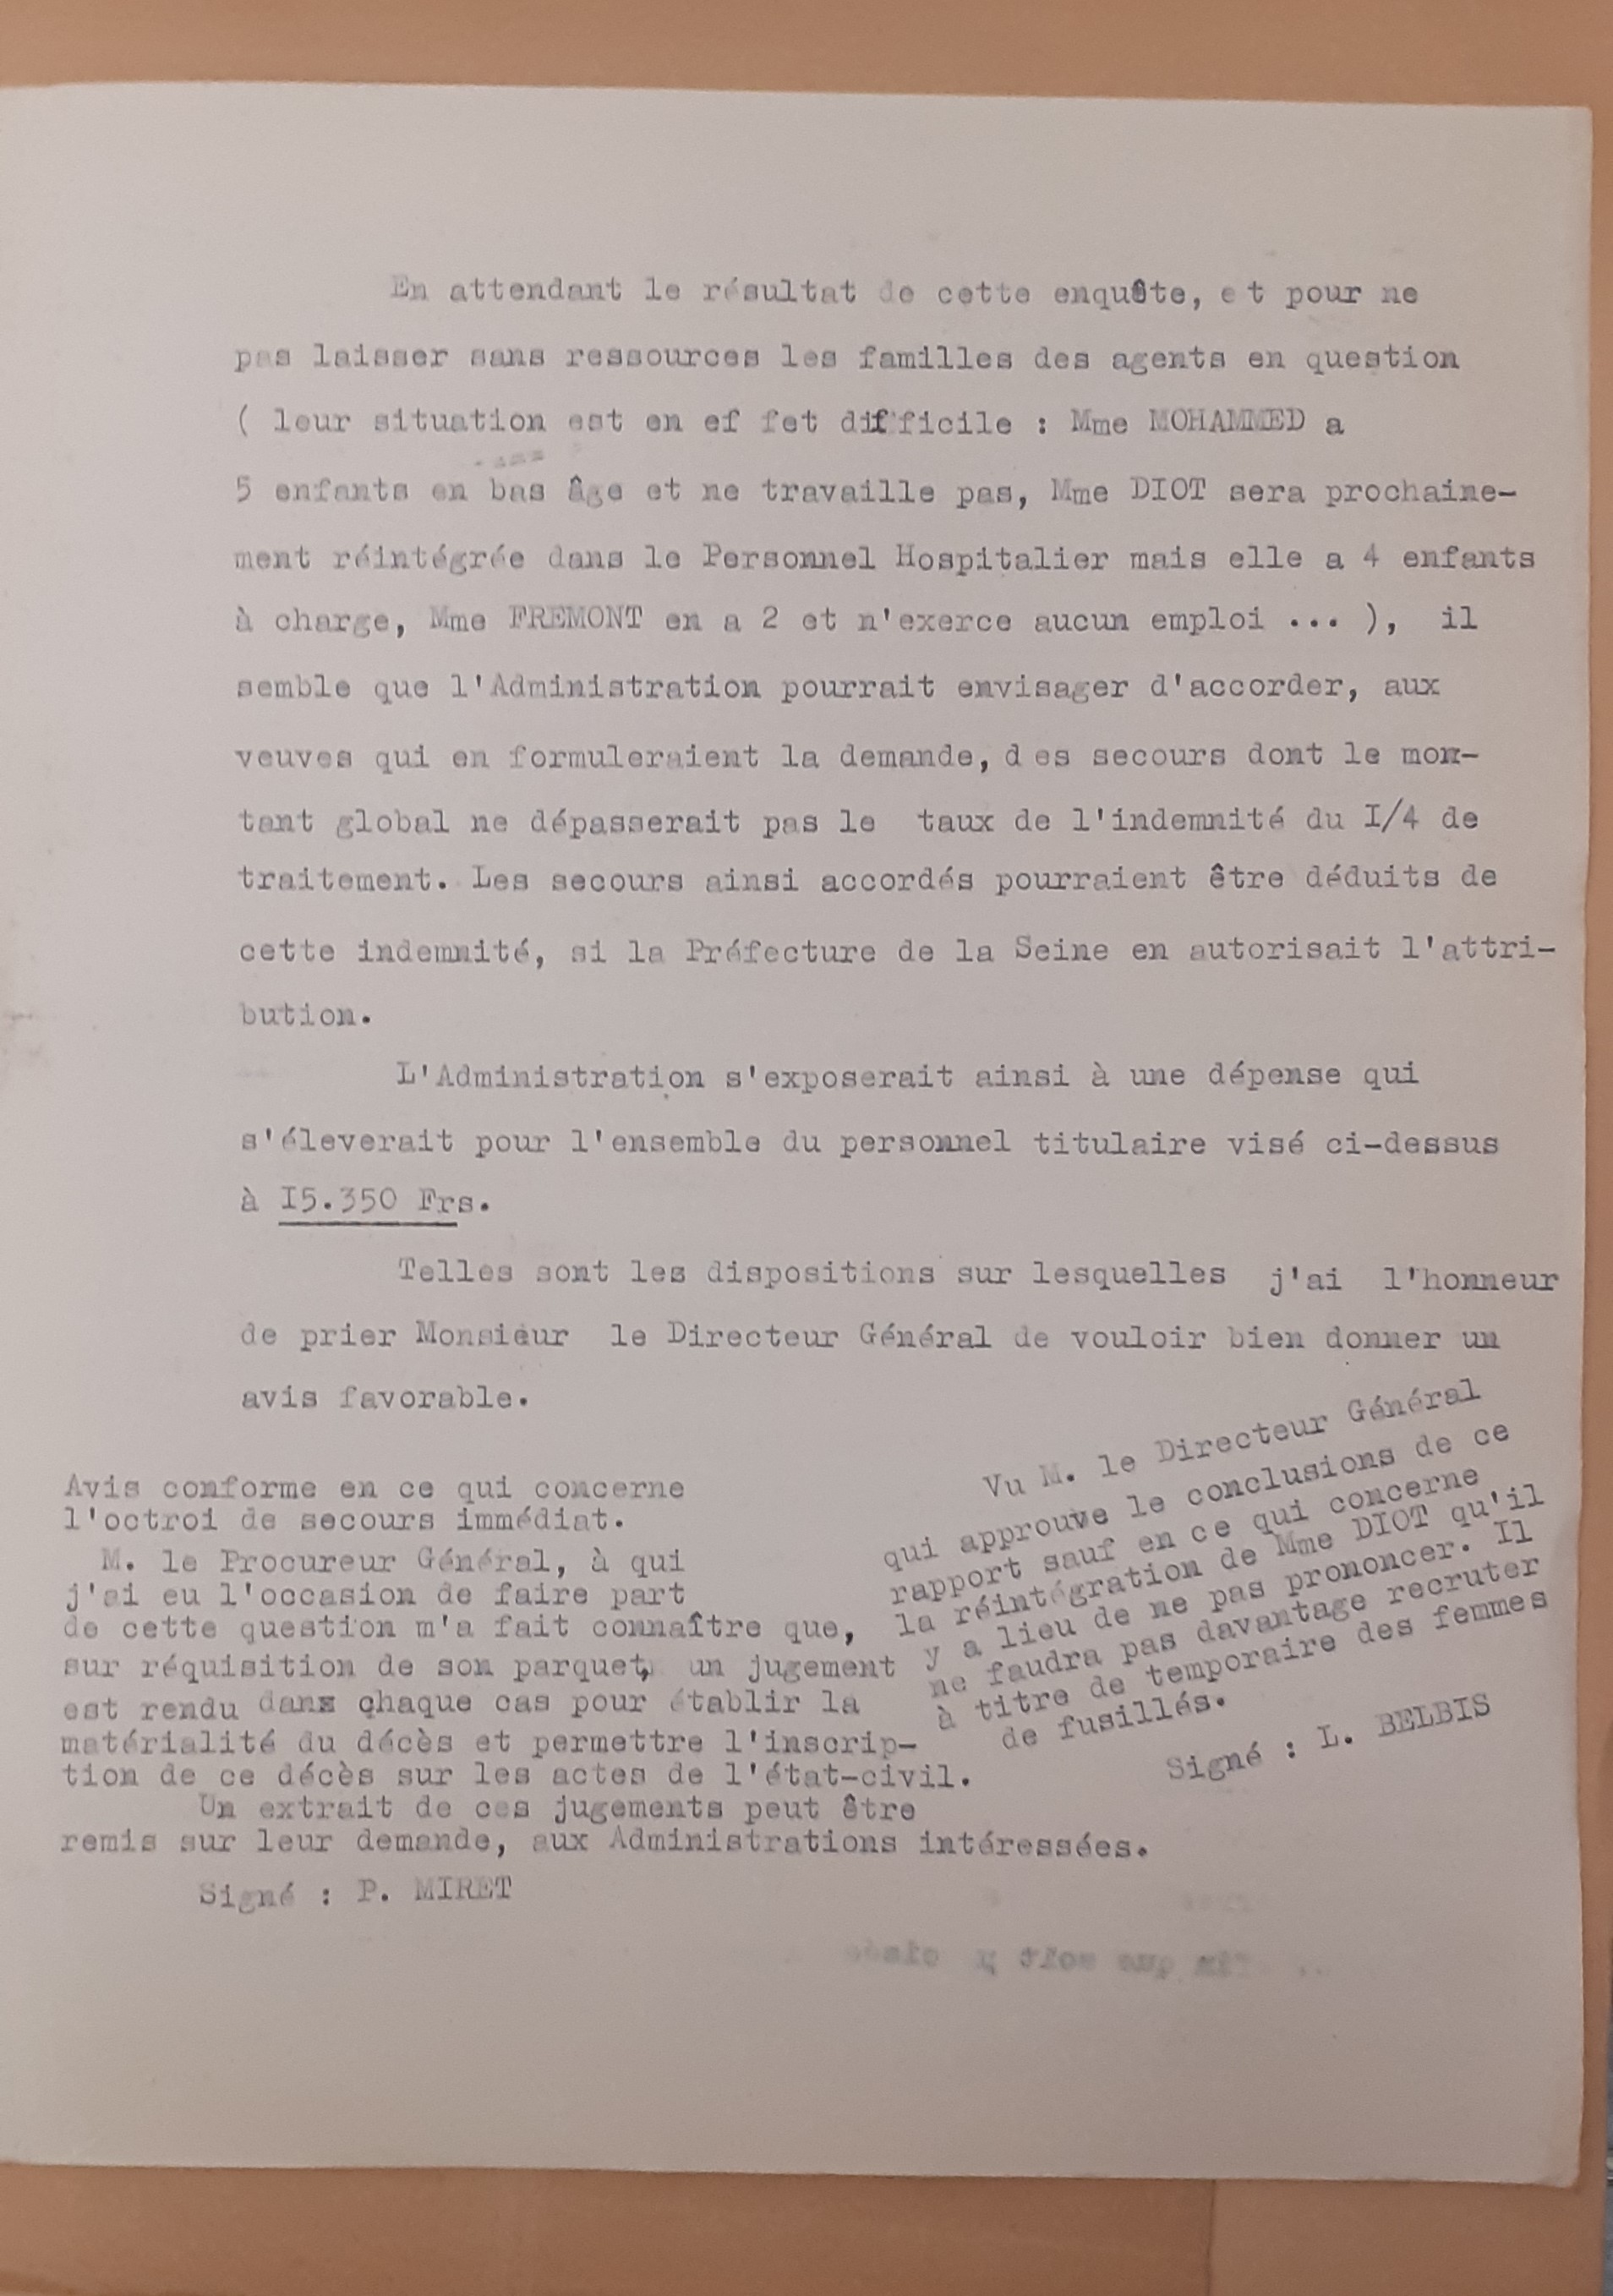 En attendant le résultat de cette enquête, et pour ne
pas laisser sans ressources les familles des agents en question
( leur situation est en ef fet difficile : Mme MOHAMMED a
5 enfants en bas âge et ne travaille pas, Mme DIOT sera prochaine-
ment réintégrée dans le Personnel Hospitalier mais elle a 4 enfants
à charge, Mme FREMONT en a 2 et n'exerce aucun emploi ... ), il
semble que l'Administration pourrait envisager d'accorder, aux
veuves qui en formuleraient la demande, des secours dont le mon-
tant global ne dépasserait pas le taux de l'indemnité du I/4 de
traitement. Les secours ainsi accordés pourraient être déduits de
cette indemnité, si la Préfecture de la Seine en autorisait l'attri-
bution.
L'Administration s'exposerait ainsi à une dépense qui
s'éleverait pour l'ensemble du personnel titulaire visé ci-dessus
à I5.350 Frs.
Telles sont les dispositions sur lesquelles j'ai l'honneur
de prier Monsieur le Directeur Général de vouloir bien donner un
avis favorable.
Avis conforme en ce qui concerne
l'octroi de secours immédiat.
M. le Procureur Général, à qui
j'ai eu l'occasion de faire part
de cette question m'a fait connaître que,
sur réquisition de son parquet, un jugement
est rendu dans chaque cas pour établir la
matérialité du décès et permettre l'inscrip-
tion de ce décès sur les actes de l'état-civil.
Un extrait de ces jugements peut être
remis sur leur demande, aux Administrations intéressées.
Signé : P. MIRET
Vu M. le Directeur Général
qui approuve le conclusions de ce
rapport sauf en ce qui concerne
la réintégration de Mme DIOT qu'il
y a lieu de ne pas prononcer. Il
ne faudra pas davantage recruter
à titre de temporaire des femmes
de fusillés.
Signé : L. BELBIS